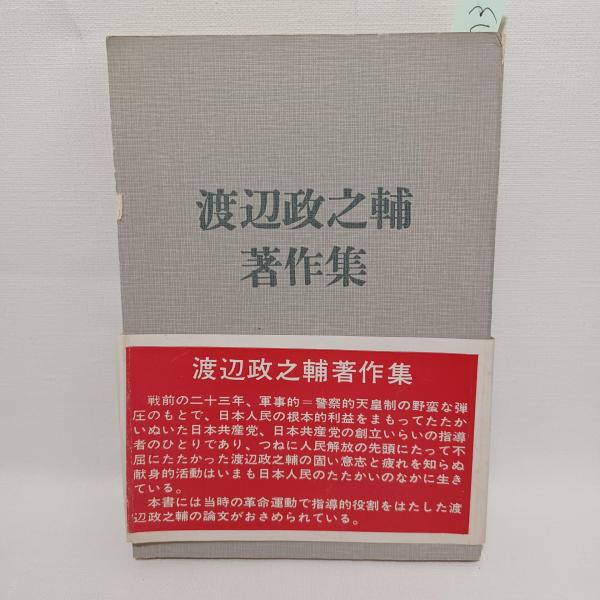 渡辺政之輔
著作集
渡辺政之輔著作集
戦前の二十三年、軍事的＝警察的天皇制の野蛮な弾
圧のもとで、日本人民の根本的利益をまもってたたか
いぬいた日本共産党、日本共産党の創立いらいの指導
者のひとりであり、つねに人民解放の先頭にたって不
屈にたたかった渡辺政之輔の固い意志と疲れを知らぬ
献身的活動はいまも日本人民のたたかいのなかに生き
ている。
本書には当時の革命運動で指導的役割をはたした渡
辺政之輔の論文がおさめられている。